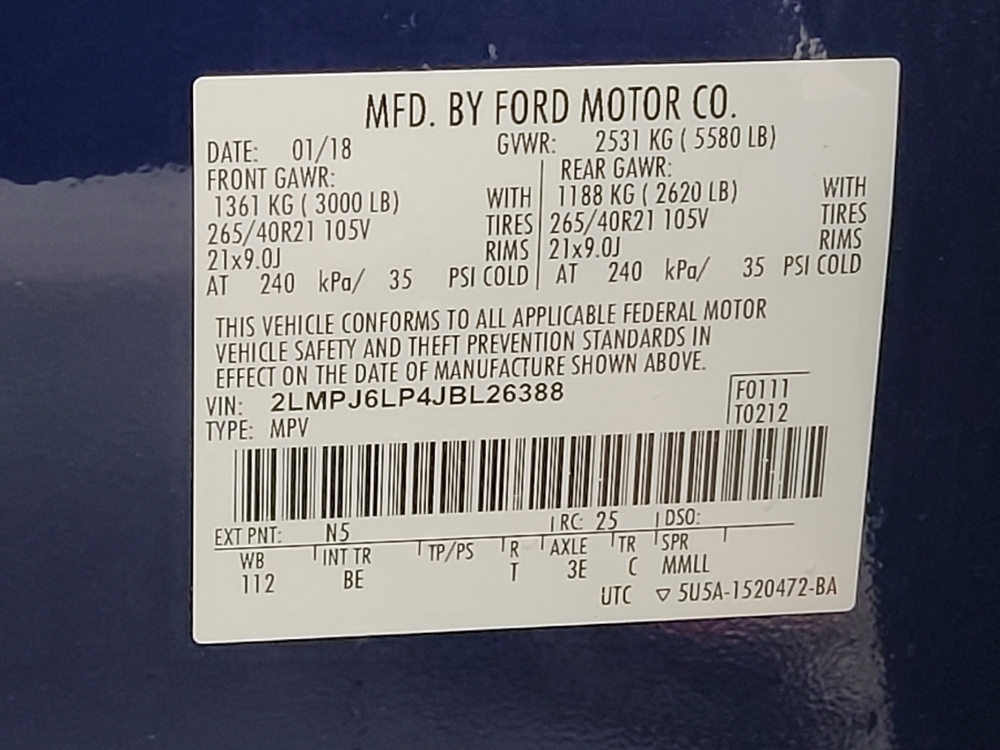 MFD. BY FORD MOTOR CO.
DATE: 01/18 GVWR: 2531 KG ( 5580 LB)
FRONT GAWR: REAR GAWR:
1361 KG ( 3000 LB) WITH 1188 KG ( 2620 LB) WITH
265/40R21 105V TIRES 265/40R21 105V TIRES
21x9.0J RIMS 21x9.0J RIMS
AT 240 kPa/ 35 PSI COLD AT 240 kPa/ 35 PSI COLD
THIS VEHICLE CONFORMS TO ALL APPLICABLE FEDERAL MOTOR
VEHICLE SAFETY AND THEFT PREVENTION STANDARDS IN
EFFECT ON THE DATE OF MANUFACTURE SHOWN ABOVE.
VIN: 2LMPJ6LP4JBL26388 F0111
TYPE: MPV T0212
EXT PNT: N5 RC: 25 DSO:
WB INT TR TP/PS R AXLE TR SPR
112 BE T 3E C MMLL
UTC ▽ 5U5A-1520472-BA